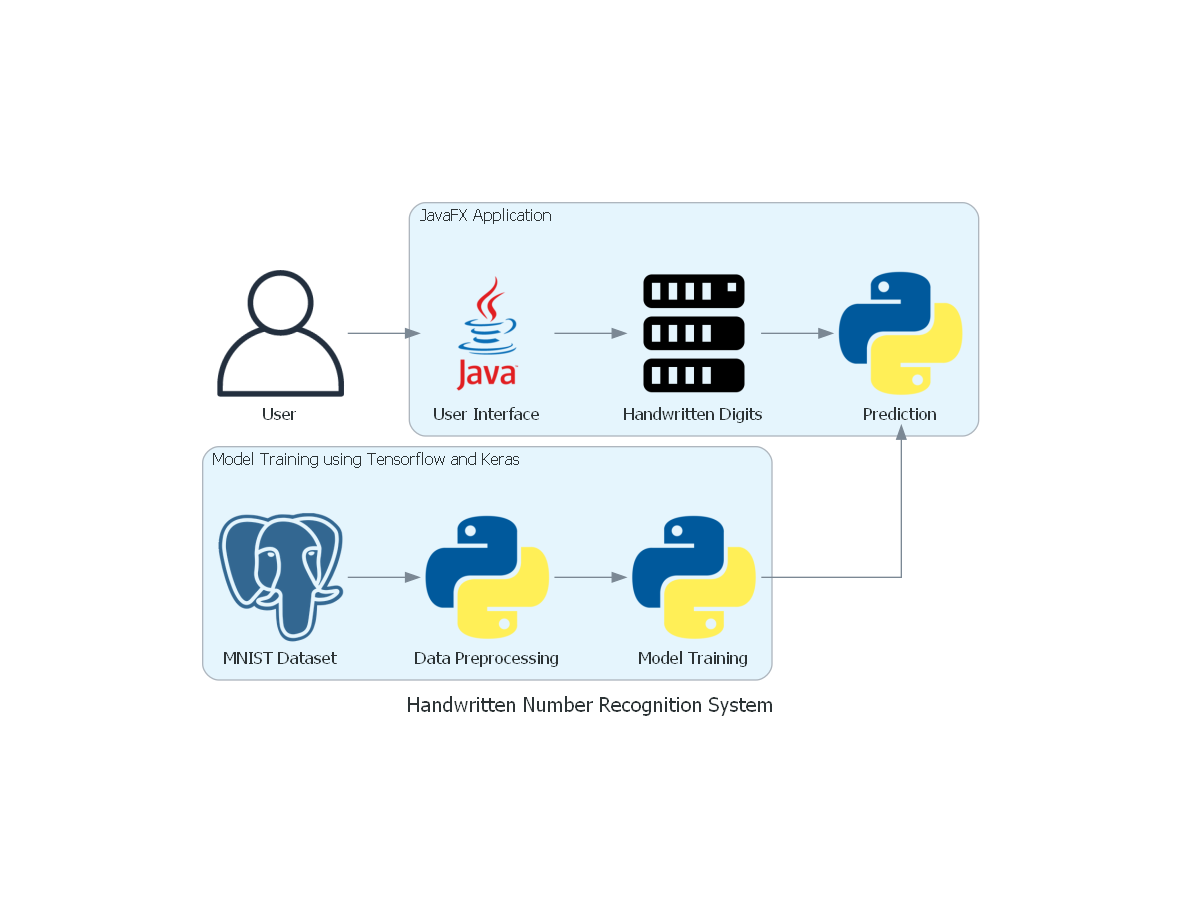 JavaFX Application
Java
User
User Interface
Handwritten Digits
Prediction
Model Training using Tensorflow and Keras
MNIST Dataset
Data Preprocessing
Model Training
Handwritten Number Recognition System